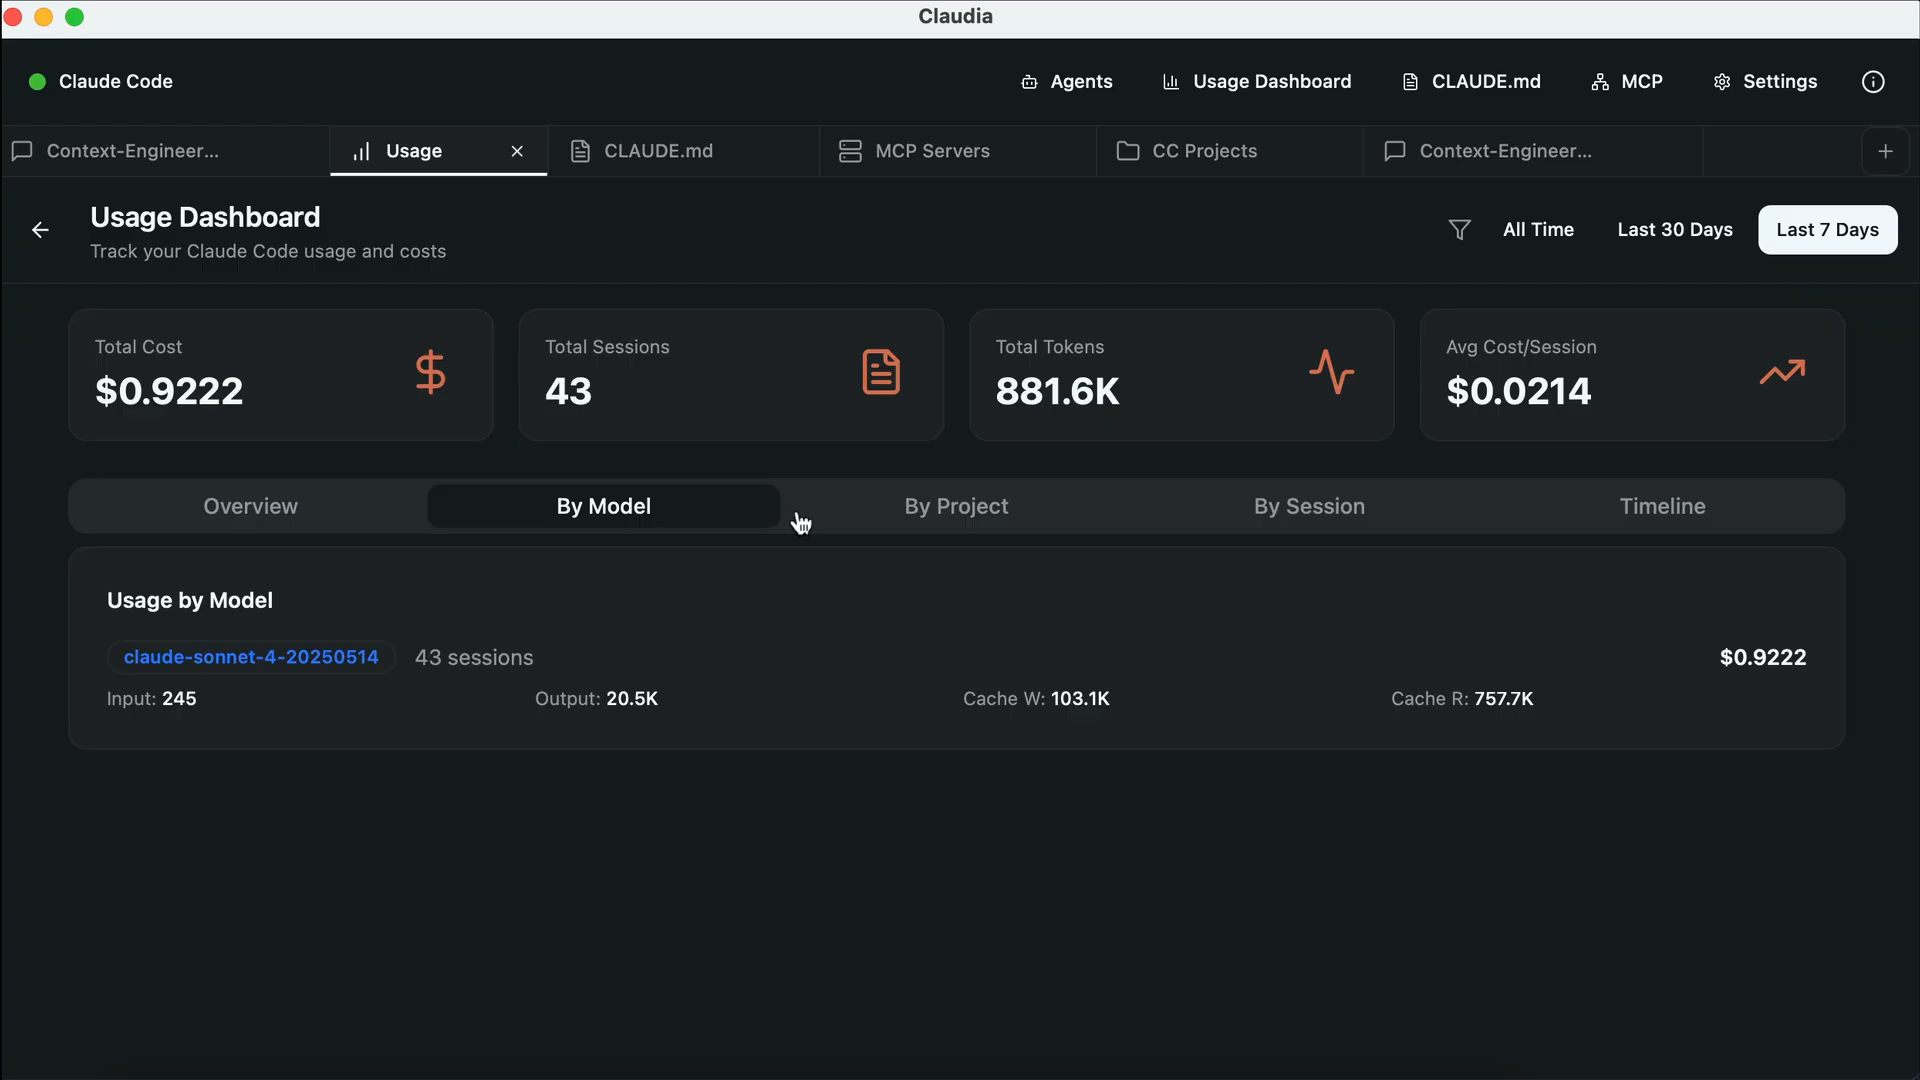 Claudia
Claude Code
Agents
Usage Dashboard
CLAUDE.md
MCP
Settings
Context-Engineer...
Usage
CLAUDE.md
MCP Servers
CC Projects
Context-Engineer...
Usage Dashboard
Track your Claude Code usage and costs
All Time
Last 30 Days
Last 7 Days
Total Cost
$0.9222
Total Sessions
43
Total Tokens
881.6K
Avg Cost/Session
$0.0214
Overview
By Model
By Project
By Session
Timeline
Usage by Model
claude-sonnet-4-20250514
43 sessions
$0.9222
Input: 245
Output: 20.5K
Cache W: 103.1K
Cache R: 757.7K